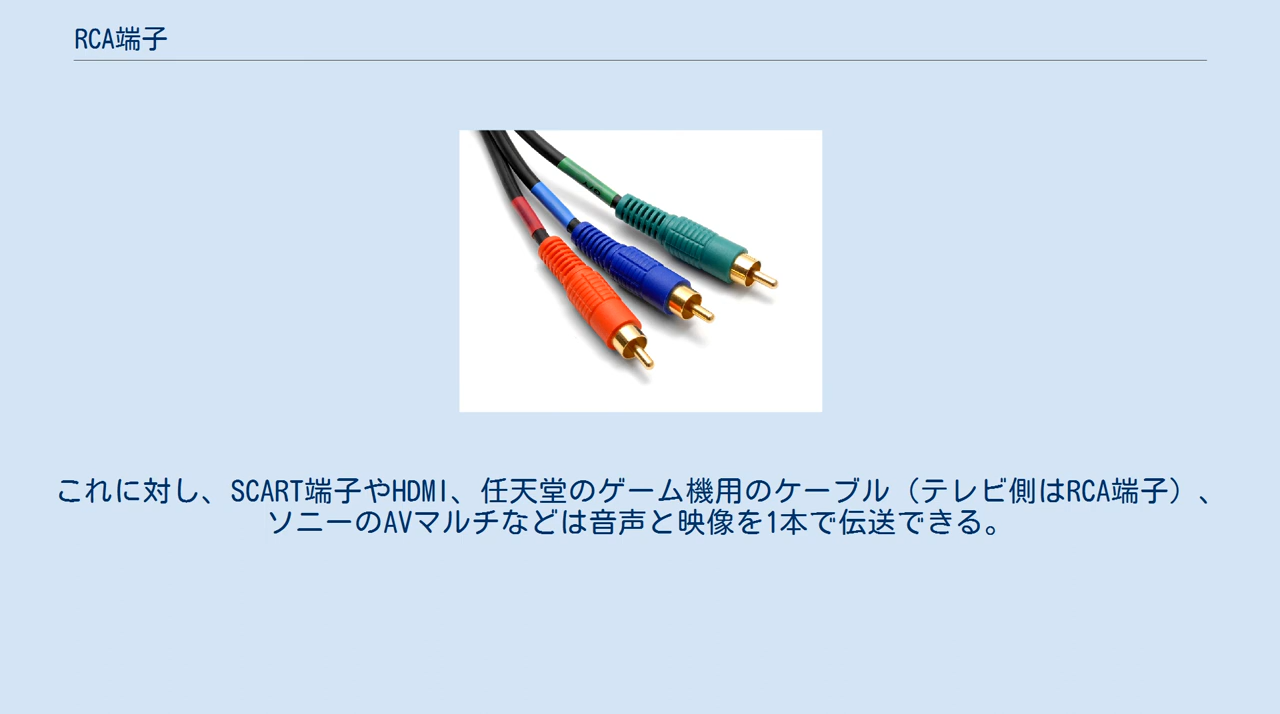 RCA端子
これに対し、SCART端子やHDMI、任天堂のゲーム機用のケーブル（テレビ側はRCA端子）、
ソニーのAVマルチなどは音声と映像を1本で伝送できる。